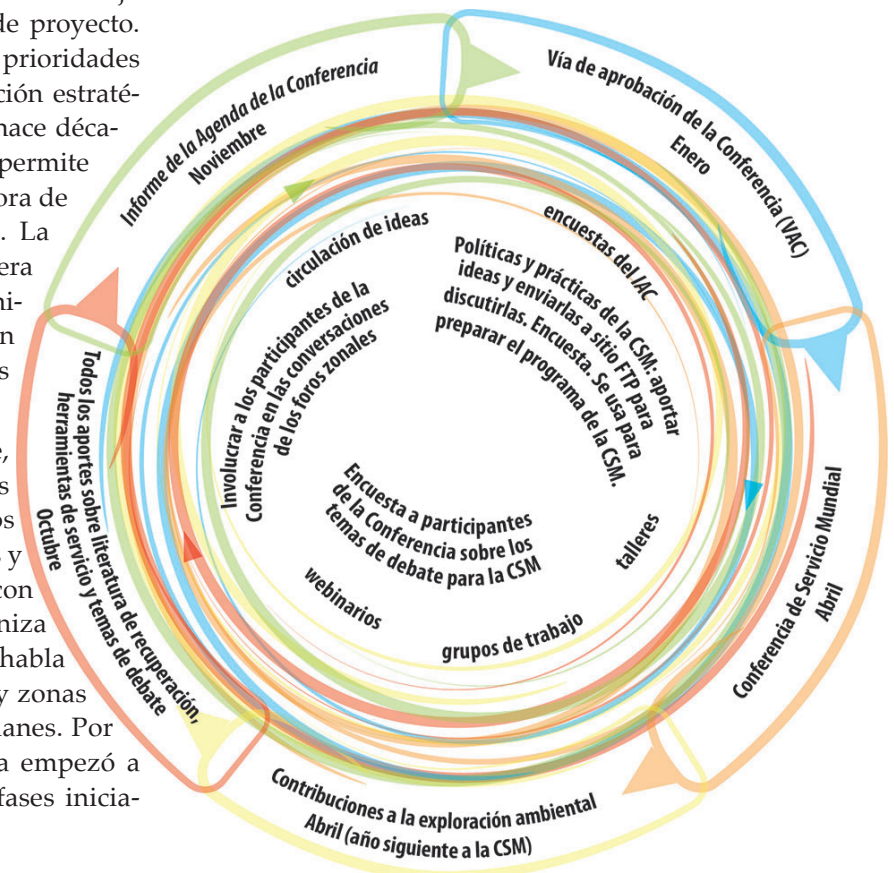 de proyecto.
prioridades
ción estraté-
hace déca-
permite
ora de
. La
era
ni-
n
s
e,
s
os
s y
con
niza
habla
y zonas
lanes. Por
a empezó a
fases inicia-
Informe de la Agenda de la Conferencia
Noviembre
Vía de aprobación de la Conferencia (VAC)
Enero
Conferencia de Servicio Mundial
Abril
Contribuciones a la exploración ambiental
Abril (año siguiente a la CSM)
Todos los aportes sobre literatura de recuperación,
herramientas de servicio y temas de debate
Octubre
circulación de ideas
encuestas del IAC
talleres
grupos de trabajo
webinarios
Involucrar a los participantes de la
Conferencia en las conversaciones
de los foros zonales
Políticas y prácticas de la CSM: aportar
ideas y enviarlas a sitio FTP para
discutirlas. Encuesta. Se usa para
preparar el programa de la CSM.
Encuesta a participantes
de la Conferencia sobre los
temas de debate para la CSM